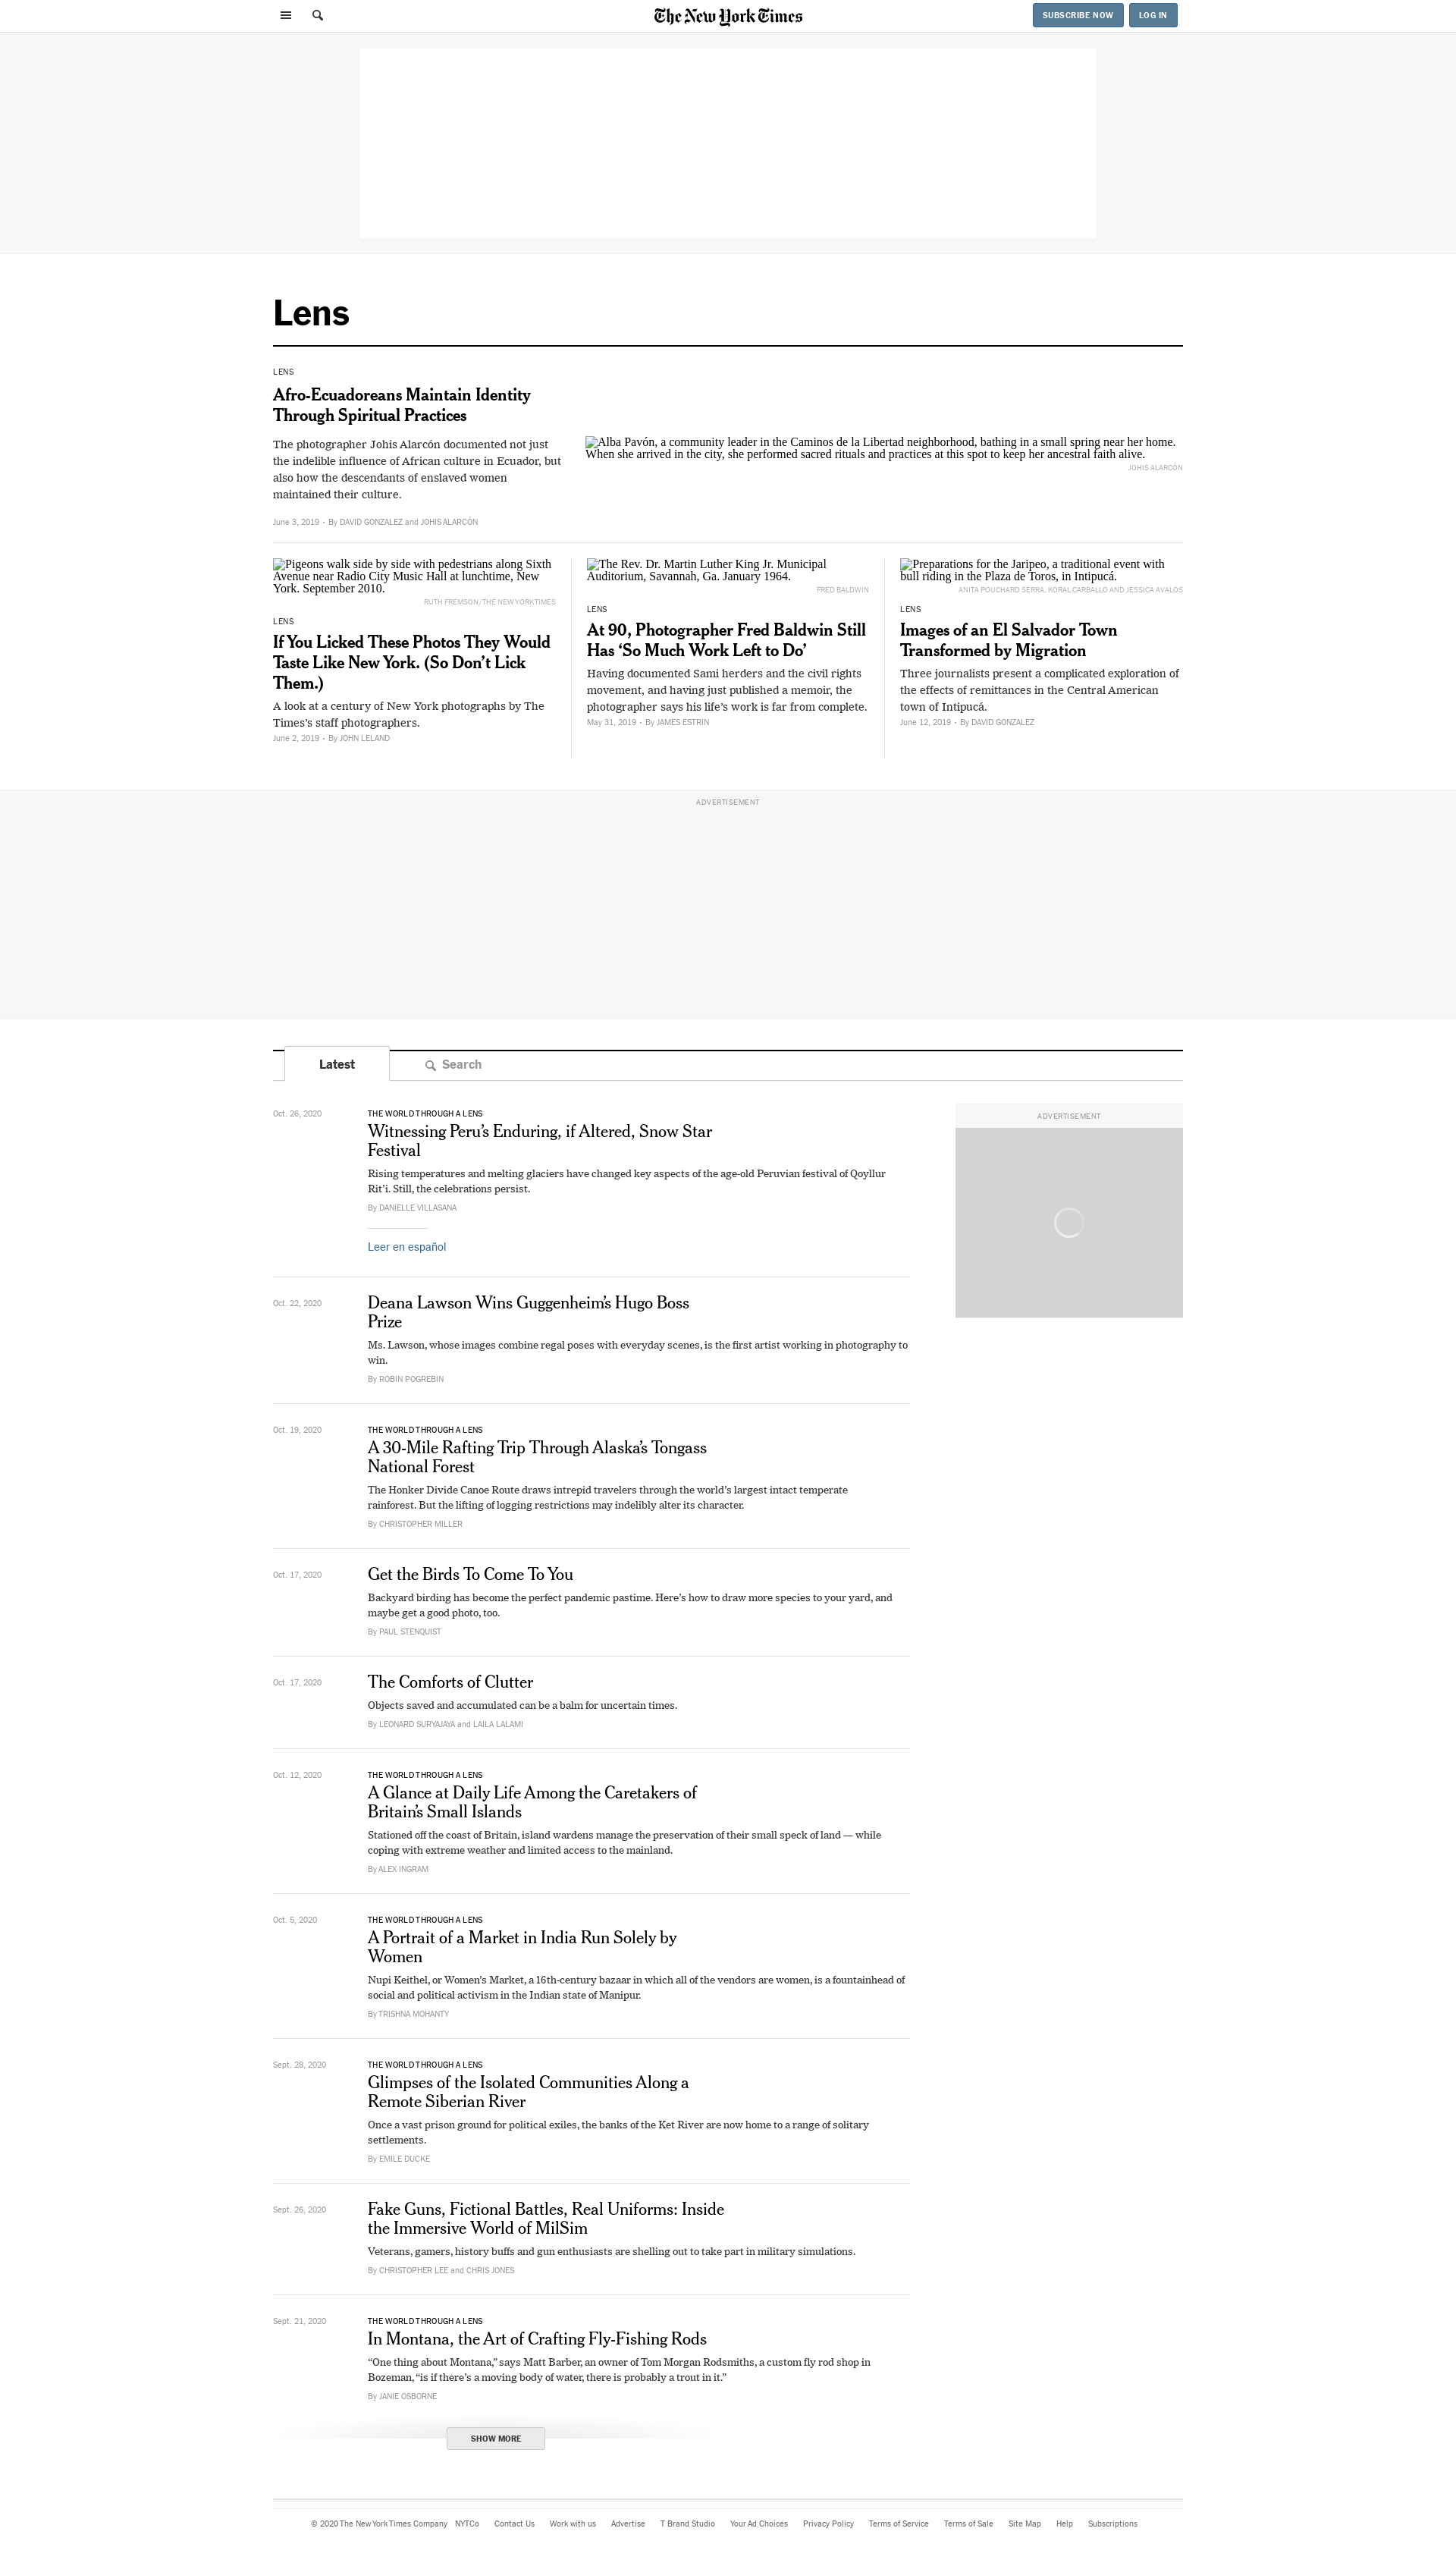 The New York Times
SUBSCRIBE NOW
LOG IN
Lens
LENS
Afro-Ecuadoreans Maintain Identity
Through Spiritual Practices
The photographer Johis Alarcón documented not just
the indelible influence of African culture in Ecuador, but
also how the descendants of enslaved women
maintained their culture.
June 3, 2019 - By DAVID GONZALEZ and JOHIS ALARCÓN
Alba Pavón, a community leader in the Caminos de la Libertad neighborhood, bathing in a small spring near her home.
When she arrived in the city, she performed sacred rituals and practices at this spot to keep her ancestral faith alive.
JOHIS ALARCÓN
Pigeons walk side by side with pedestrians along Sixth
Avenue near Radio City Music Hall at lunchtime, New
York. September 2010.
RUTH FREMSON/THE NEW YORK TIMES
LENS
If You Licked These Photos They Would
Taste Like New York. (So Don’t Lick
Them.)
A look at a century of New York photographs by The
Times’s staff photographers.
June 2, 2019 - By JOHN LELAND
The Rev. Dr. Martin Luther King Jr. Municipal
Auditorium, Savannah, Ga. January 1964.
FRED BALDWIN
LENS
At 90, Photographer Fred Baldwin Still
Has ‘So Much Work Left to Do’
Having documented Sami herders and the civil rights
movement, and having just published a memoir, the
photographer says his life’s work is far from complete.
May 31, 2019 - By JAMES ESTRIN
Preparations for the Jaripeo, a traditional event with
bull riding in the Plaza de Toros, in Intipucá.
ANITA POUCHARD SERRA, KORAL CARBALLO AND JESSICA AVALOS
LENS
Images of an El Salvador Town
Transformed by Migration
Three journalists present a complicated exploration of
the effects of remittances in the Central American
town of Intipucá.
June 12, 2019 - By DAVID GONZALEZ
ADVERTISEMENT
Latest
Search
Oct. 26, 2020
THE WORLD THROUGH A LENS
Witnessing Peru’s Enduring, if Altered, Snow Star
Festival
Rising temperatures and melting glaciers have changed key aspects of the age-old Peruvian festival of Qoyllur
Rit’i. Still, the celebrations persist.
By DANIELLE VILLASANA
Leer en español
ADVERTISEMENT
Oct. 22, 2020
Deana Lawson Wins Guggenheim’s Hugo Boss
Prize
Ms. Lawson, whose images combine regal poses with everyday scenes, is the first artist working in photography to
win.
By ROBIN POGREBIN
Oct. 19, 2020
THE WORLD THROUGH A LENS
A 30-Mile Rafting Trip Through Alaska’s Tongass
National Forest
The Honker Divide Canoe Route draws intrepid travelers through the world’s largest intact temperate
rainforest. But the lifting of logging restrictions may indelibly alter its character.
By CHRISTOPHER MILLER
Oct. 17, 2020
Get the Birds To Come To You
Backyard birding has become the perfect pandemic pastime. Here’s how to draw more species to your yard, and
maybe get a good photo, too.
By PAUL STENQUIST
Oct. 17, 2020
The Comforts of Clutter
Objects saved and accumulated can be a balm for uncertain times.
By LEONARD SURYAJAYA and LAILA LALAMI
Oct. 12, 2020
THE WORLD THROUGH A LENS
A Glance at Daily Life Among the Caretakers of
Britain’s Small Islands
Stationed off the coast of Britain, island wardens manage the preservation of their small speck of land — while
coping with extreme weather and limited access to the mainland.
By ALEX INGRAM
Oct. 5, 2020
THE WORLD THROUGH A LENS
A Portrait of a Market in India Run Solely by
Women
Nupi Keithel, or Women’s Market, a 16th-century bazaar in which all of the vendors are women, is a fountainhead of
social and political activism in the Indian state of Manipur.
By TRISHNA MOHANTY
Sept. 28, 2020
THE WORLD THROUGH A LENS
Glimpses of the Isolated Communities Along a
Remote Siberian River
Once a vast prison ground for political exiles, the banks of the Ket River are now home to a range of solitary
settlements.
By EMILE DUCKE
Sept. 26, 2020
Fake Guns, Fictional Battles, Real Uniforms: Inside
the Immersive World of MilSim
Veterans, gamers, history buffs and gun enthusiasts are shelling out to take part in military simulations.
By CHRISTOPHER LEE and CHRIS JONES
Sept. 21, 2020
THE WORLD THROUGH A LENS
In Montana, the Art of Crafting Fly-Fishing Rods
“One thing about Montana,” says Matt Barber, an owner of Tom Morgan Rodsmiths, a custom fly rod shop in
Bozeman, “is if there’s a moving body of water, there is probably a trout in it.”
By JANIE OSBORNE
SHOW MORE
© 2020 The New York Times Company NYTCo Contact Us Work with us Advertise T Brand Studio Your Ad Choices Privacy Policy Terms of Service Terms of Sale Site Map Help Subscriptions